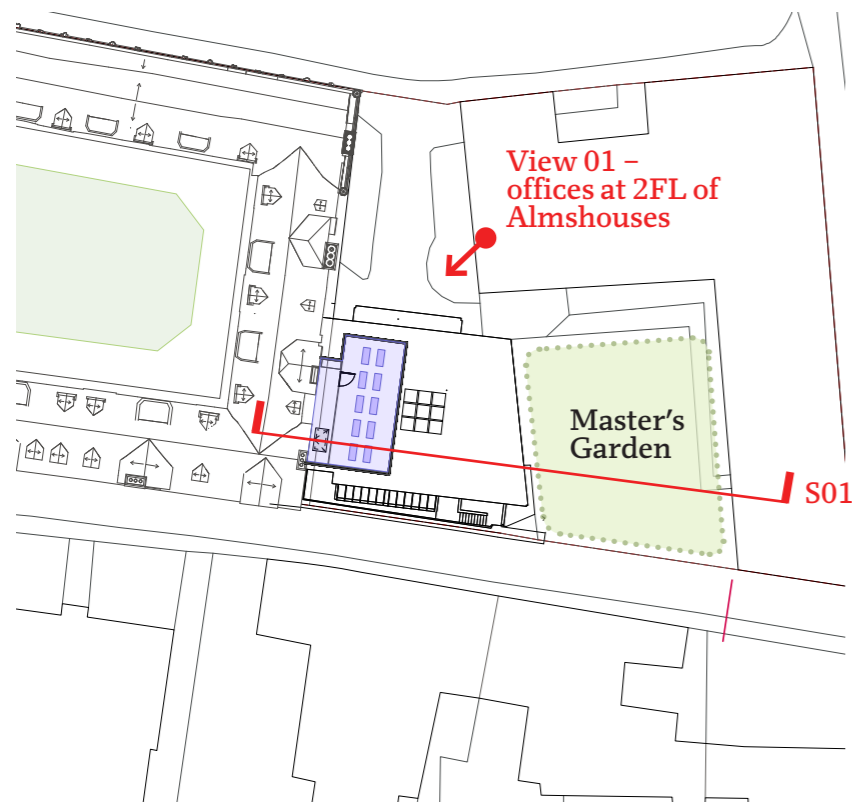 View 01 –
offices at 2FL of
Almshouses
Master's
Garden
S01